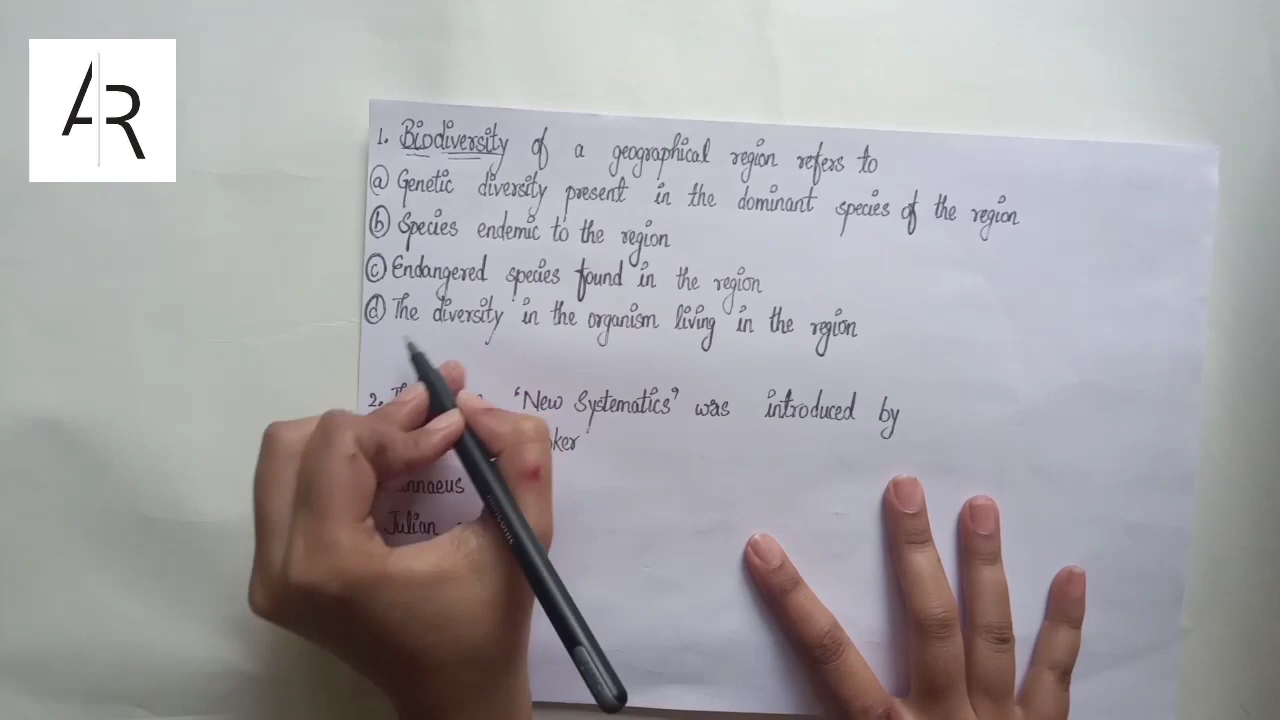 AR
1. Biodiversity of a geographical region refers to
(a) Genetic diversity present in the dominant species of the region
(b) Species endemic to the region
(c) Endangered species found in the region
(d) The diversity in the organism living in the region
2. 'New Systematics' was introduced by
Julian